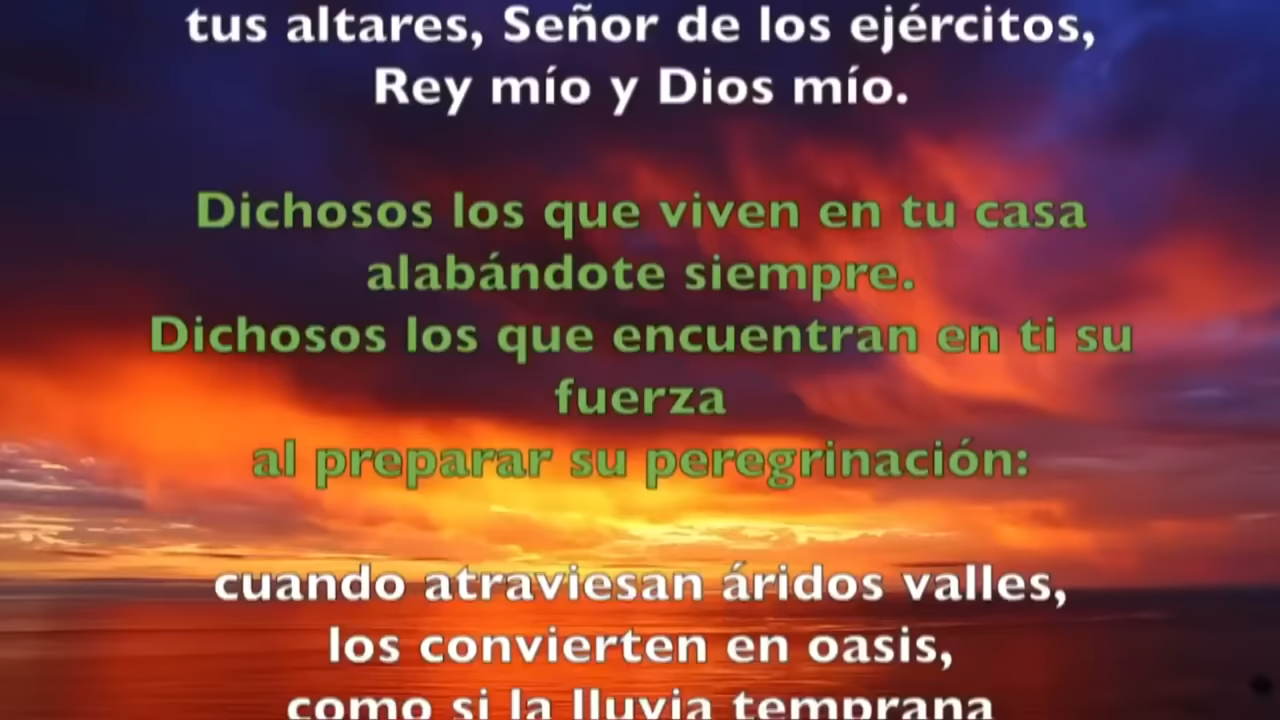 tus altares, Señor de los ejércitos,
Rey mío y Dios mío.
Dichosos los que viven en tu casa
alabándote siempre.
Dichosos los que encuentran en ti su
fuerza
al preparar su peregrinación:
cuando atraviesan áridos valles,
los convierten en oasis,
como si la lluvia temprana